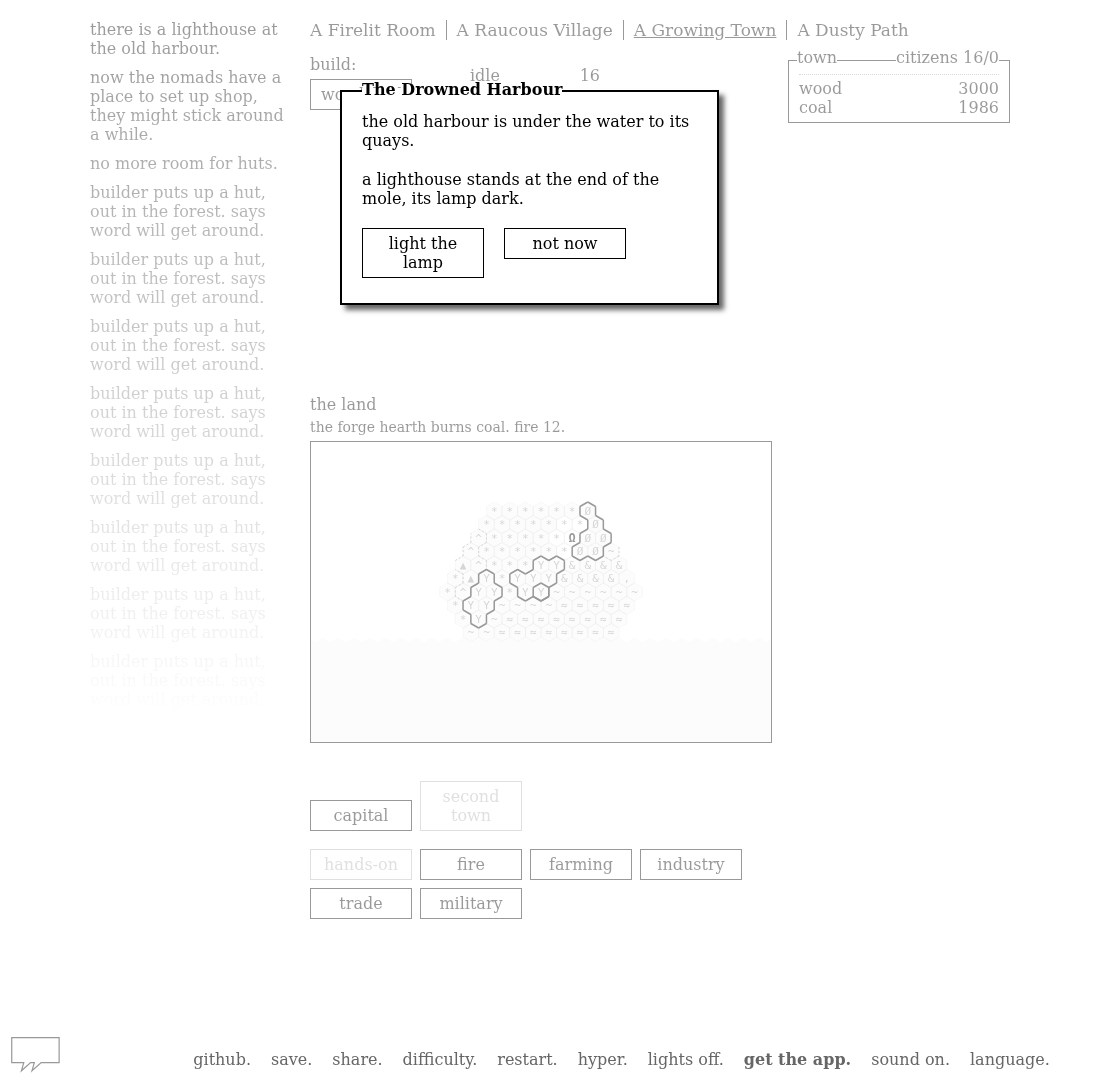 there is a lighthouse at
the old harbour.
now the nomads have a
place to set up shop,
they might stick around
a while.
no more room for huts.
builder puts up a hut,
out in the forest. says
word will get around.
builder puts up a hut,
out in the forest. says
word will get around.
builder puts up a hut,
out in the forest. says
word will get around.
builder puts up a hut,
out in the forest. says
word will get around.
builder puts up a hut,
out in the forest. says
word will get around.
builder puts up a hut,
out in the forest. says
word will get around.
builder puts up a hut,
out in the forest. says
word will get around.
builder puts up a hut,
out in the forest. says
word will get around.
A Firelit Room | A Raucous Village | A Growing Town | A Dusty Path
build:
idle 16
town citizens 16/0
wood 3000
coal 1986
The Drowned Harbour
the old harbour is under the water to its
quays.
a lighthouse stands at the end of the
mole, its lamp dark.
light the
lamp
not now
the land
the forge hearth burns coal. fire 12.
capital
second
town
hands-on
fire
farming
industry
trade
military
github. save. share. difficulty. restart. hyper. lights off. get the app. sound on. language.